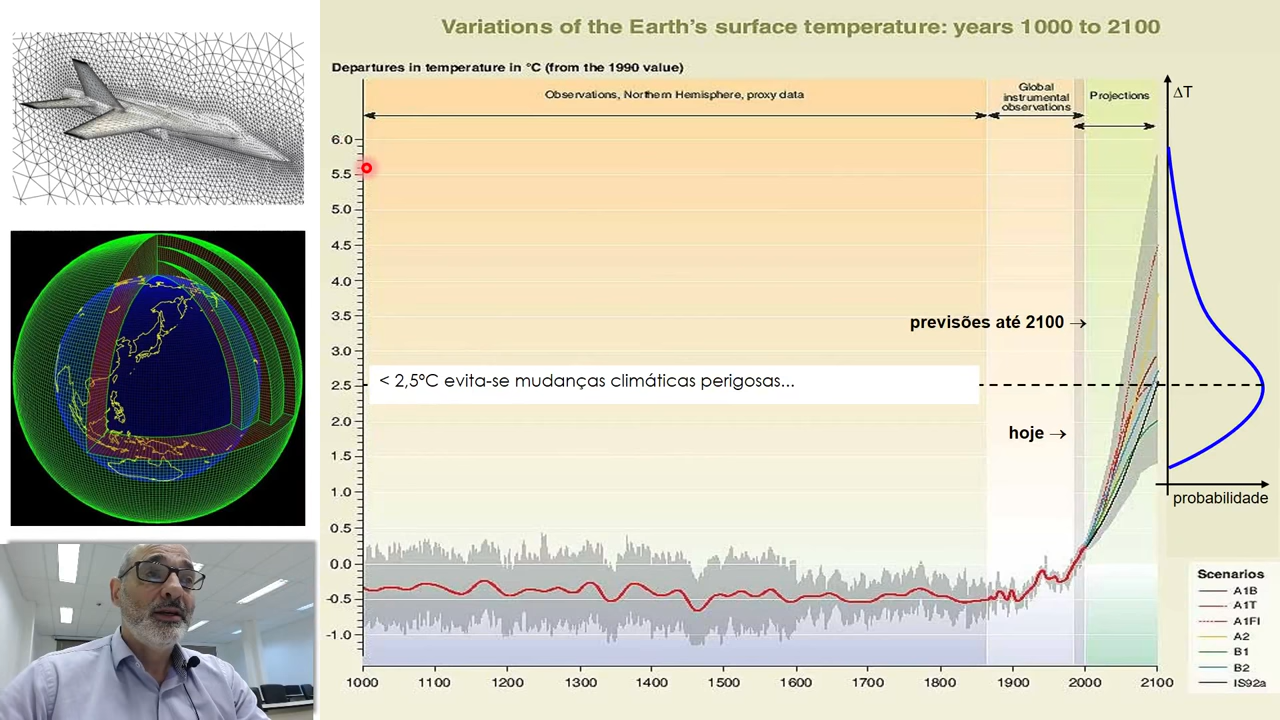 Variations of the Earth's surface temperature: years 1000 to 2100
Departures in temperature in °C (from the 1990 value)
Observations, Northern Hemisphere, proxy data
Global
instrumental
observations
Projections
ΔT
6.0
5.5
5.0
4.5
4.0
3.5
3.0
2.5
2.0
1.5
1.0
0.5
0.0
-0.5
-1.0
previsões até 2100 →
< 2,5ºC evita-se mudanças climáticas perigosas...
hoje →
probabilidade
1000 1100 1200 1300 1400 1500 1600 1700 1800 1900 2000 2100
Scenarios
A1B
A1T
A1FI
A2
B1
B2
IS92a